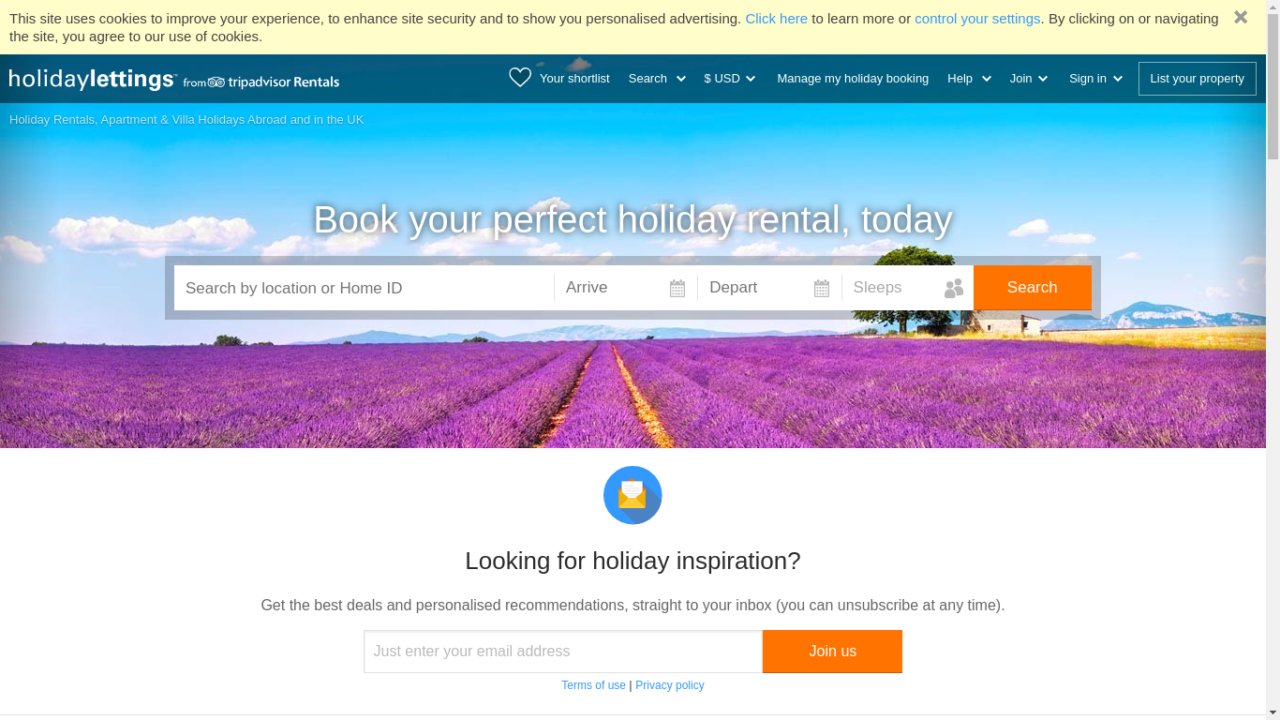 This site uses cookies to improve your experience, to enhance site security and to show you personalised advertising. Click here to learn more or control your settings. By clicking on or navigating
the site, you agree to our use of cookies.
holidaylettings™ from tripadvisor Rentals
Your shortlist
Search
$ USD
Manage my holiday booking
Help
Join
Sign in
List your property
Holiday Rentals, Apartment & Villa Holidays Abroad and in the UK
Book your perfect holiday rental, today
Search by location or Home ID
Arrive
Depart
Sleeps
Search
Looking for holiday inspiration?
Get the best deals and personalised recommendations, straight to your inbox (you can unsubscribe at any time).
Just enter your email address
Join us
Terms of use | Privacy policy